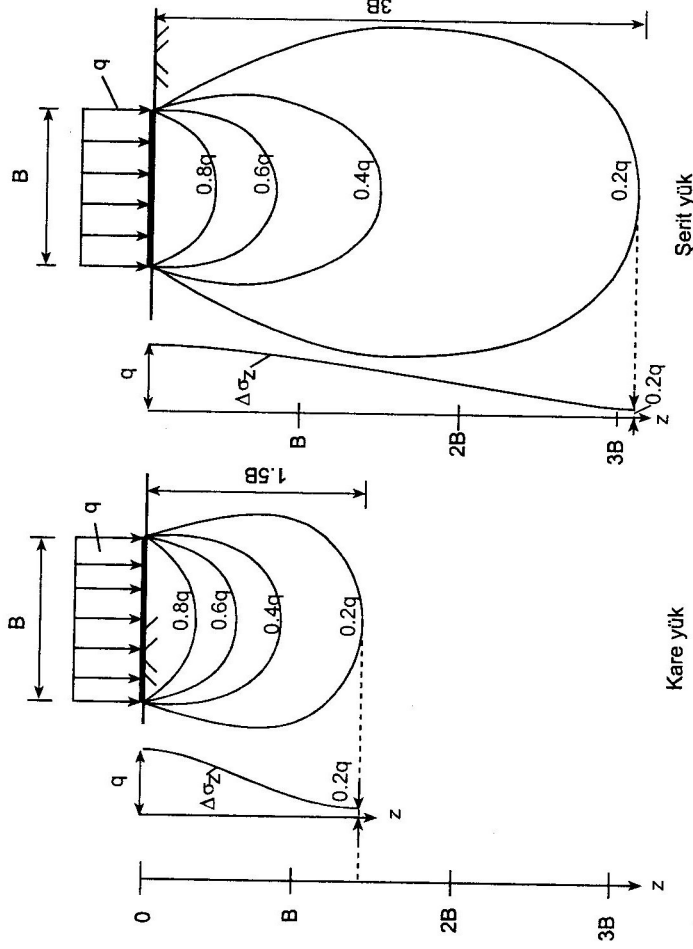 B
q
q
Δσz
0.8q
0.6q
0.4q
0.2q
1.5B
0.2q
z
0
B
2B
3B
z
Kare yük
B
q
q
Δσz
0.8q
0.6q
0.4q
0.2q
3B
B
2B
3B
0.2q
z
Şerit yük